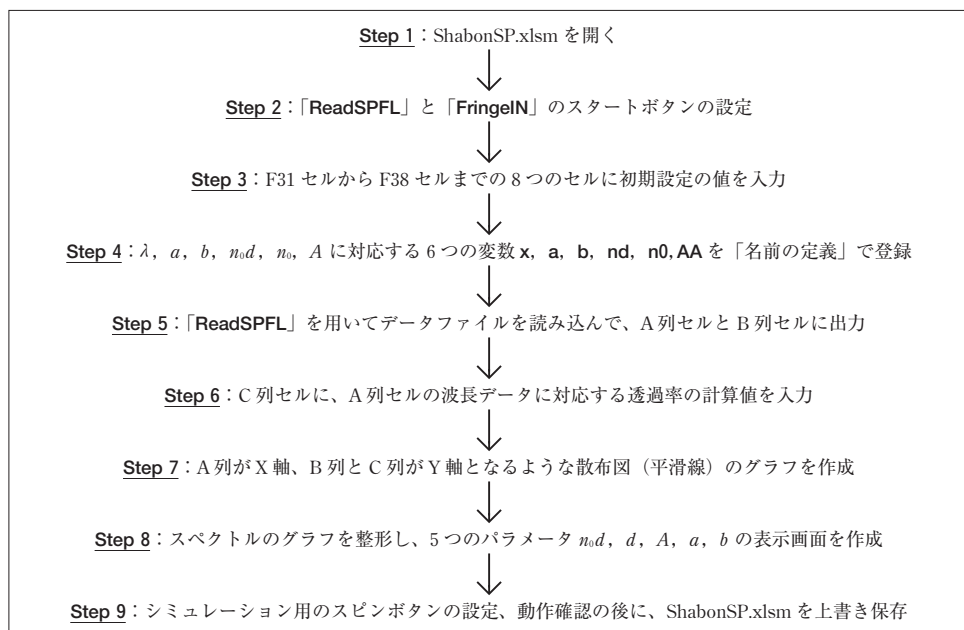 Step 1：ShabonSP.xlsm を開く
Step 2：「ReadSPFL」と「FringeIN」のスタートボタンの設定
Step 3：F31 セルから F38 セルまでの 8 つのセルに初期設定の値を入力
Step 4：λ, a, b, n₀d, n₀, A に対応する 6 つの変数 x, a, b, nd, n0, AA を「名前の定義」で登録
Step 5：「ReadSPFL」を用いてデータファイルを読み込んで、A 列セルと B 列セルに出力
Step 6：C 列セルに、A 列セルの波長データに対応する透過率の計算値を入力
Step 7：A 列が X 軸、B 列と C 列が Y 軸となるような散布図（平滑線）のグラフを作成
Step 8：スペクトルのグラフを整形し、5 つのパラメータ n₀d, d, A, a, b の表示画面を作成
Step 9：シミュレーション用のスピンボタンの設定、動作確認の後に、ShabonSP.xlsm を上書き保存